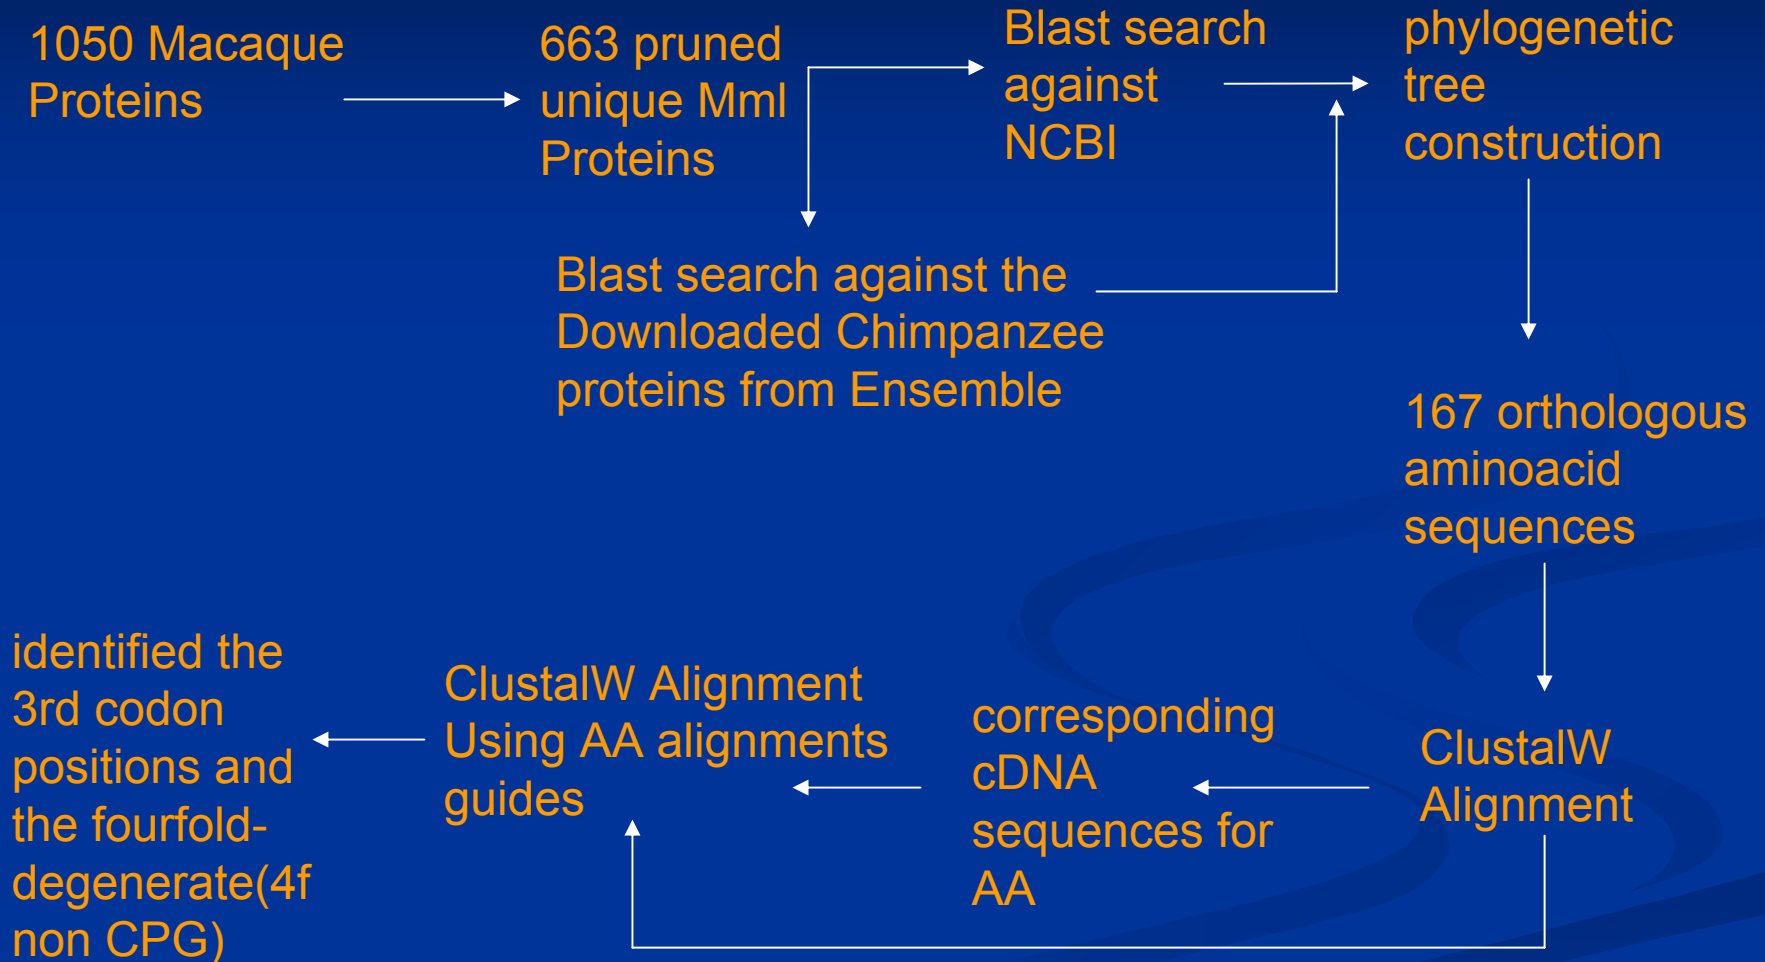 1050 Macaque
Proteins
663 pruned
unique Mml
Proteins
Blast search
against
NCBI
phylogenetic
tree
construction
Blast search against the
Downloaded Chimpanzee
proteins from Ensemble
167 orthologous
aminoacid
sequences
ClustalW
Alignment
corresponding
cDNA
sequences for
AA
ClustalW Alignment
Using AA alignments
guides
identified the
3rd codon
positions and
the fourfold-
degenerate(4f
non CPG)